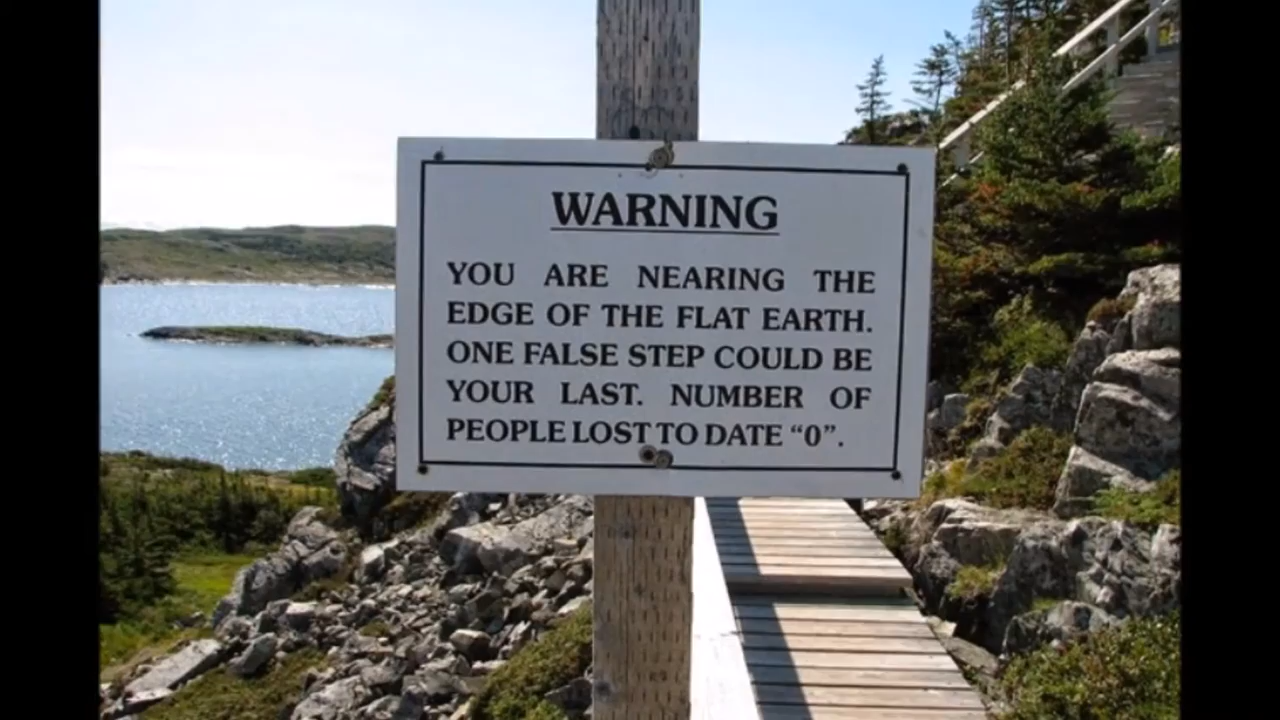 WARNING
YOU ARE NEARING THE
EDGE OF THE FLAT EARTH.
ONE FALSE STEP COULD BE
YOUR LAST. NUMBER OF
PEOPLE LOST TO DATE “0”.